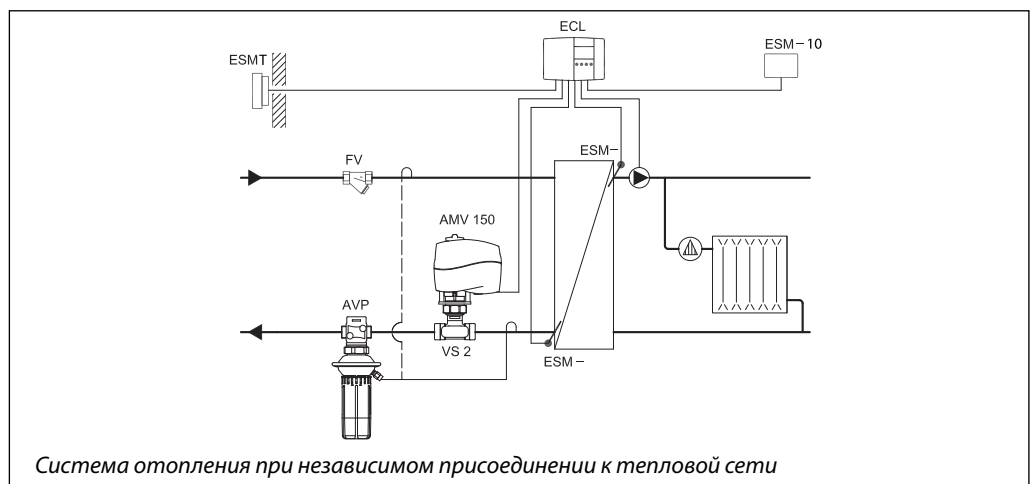 ECL
ESMT
ESM-10
FV
ESM-
AMV 150
AVP
VS 2
ESM-
Система отопления при независимом присоединении к тепловой сети